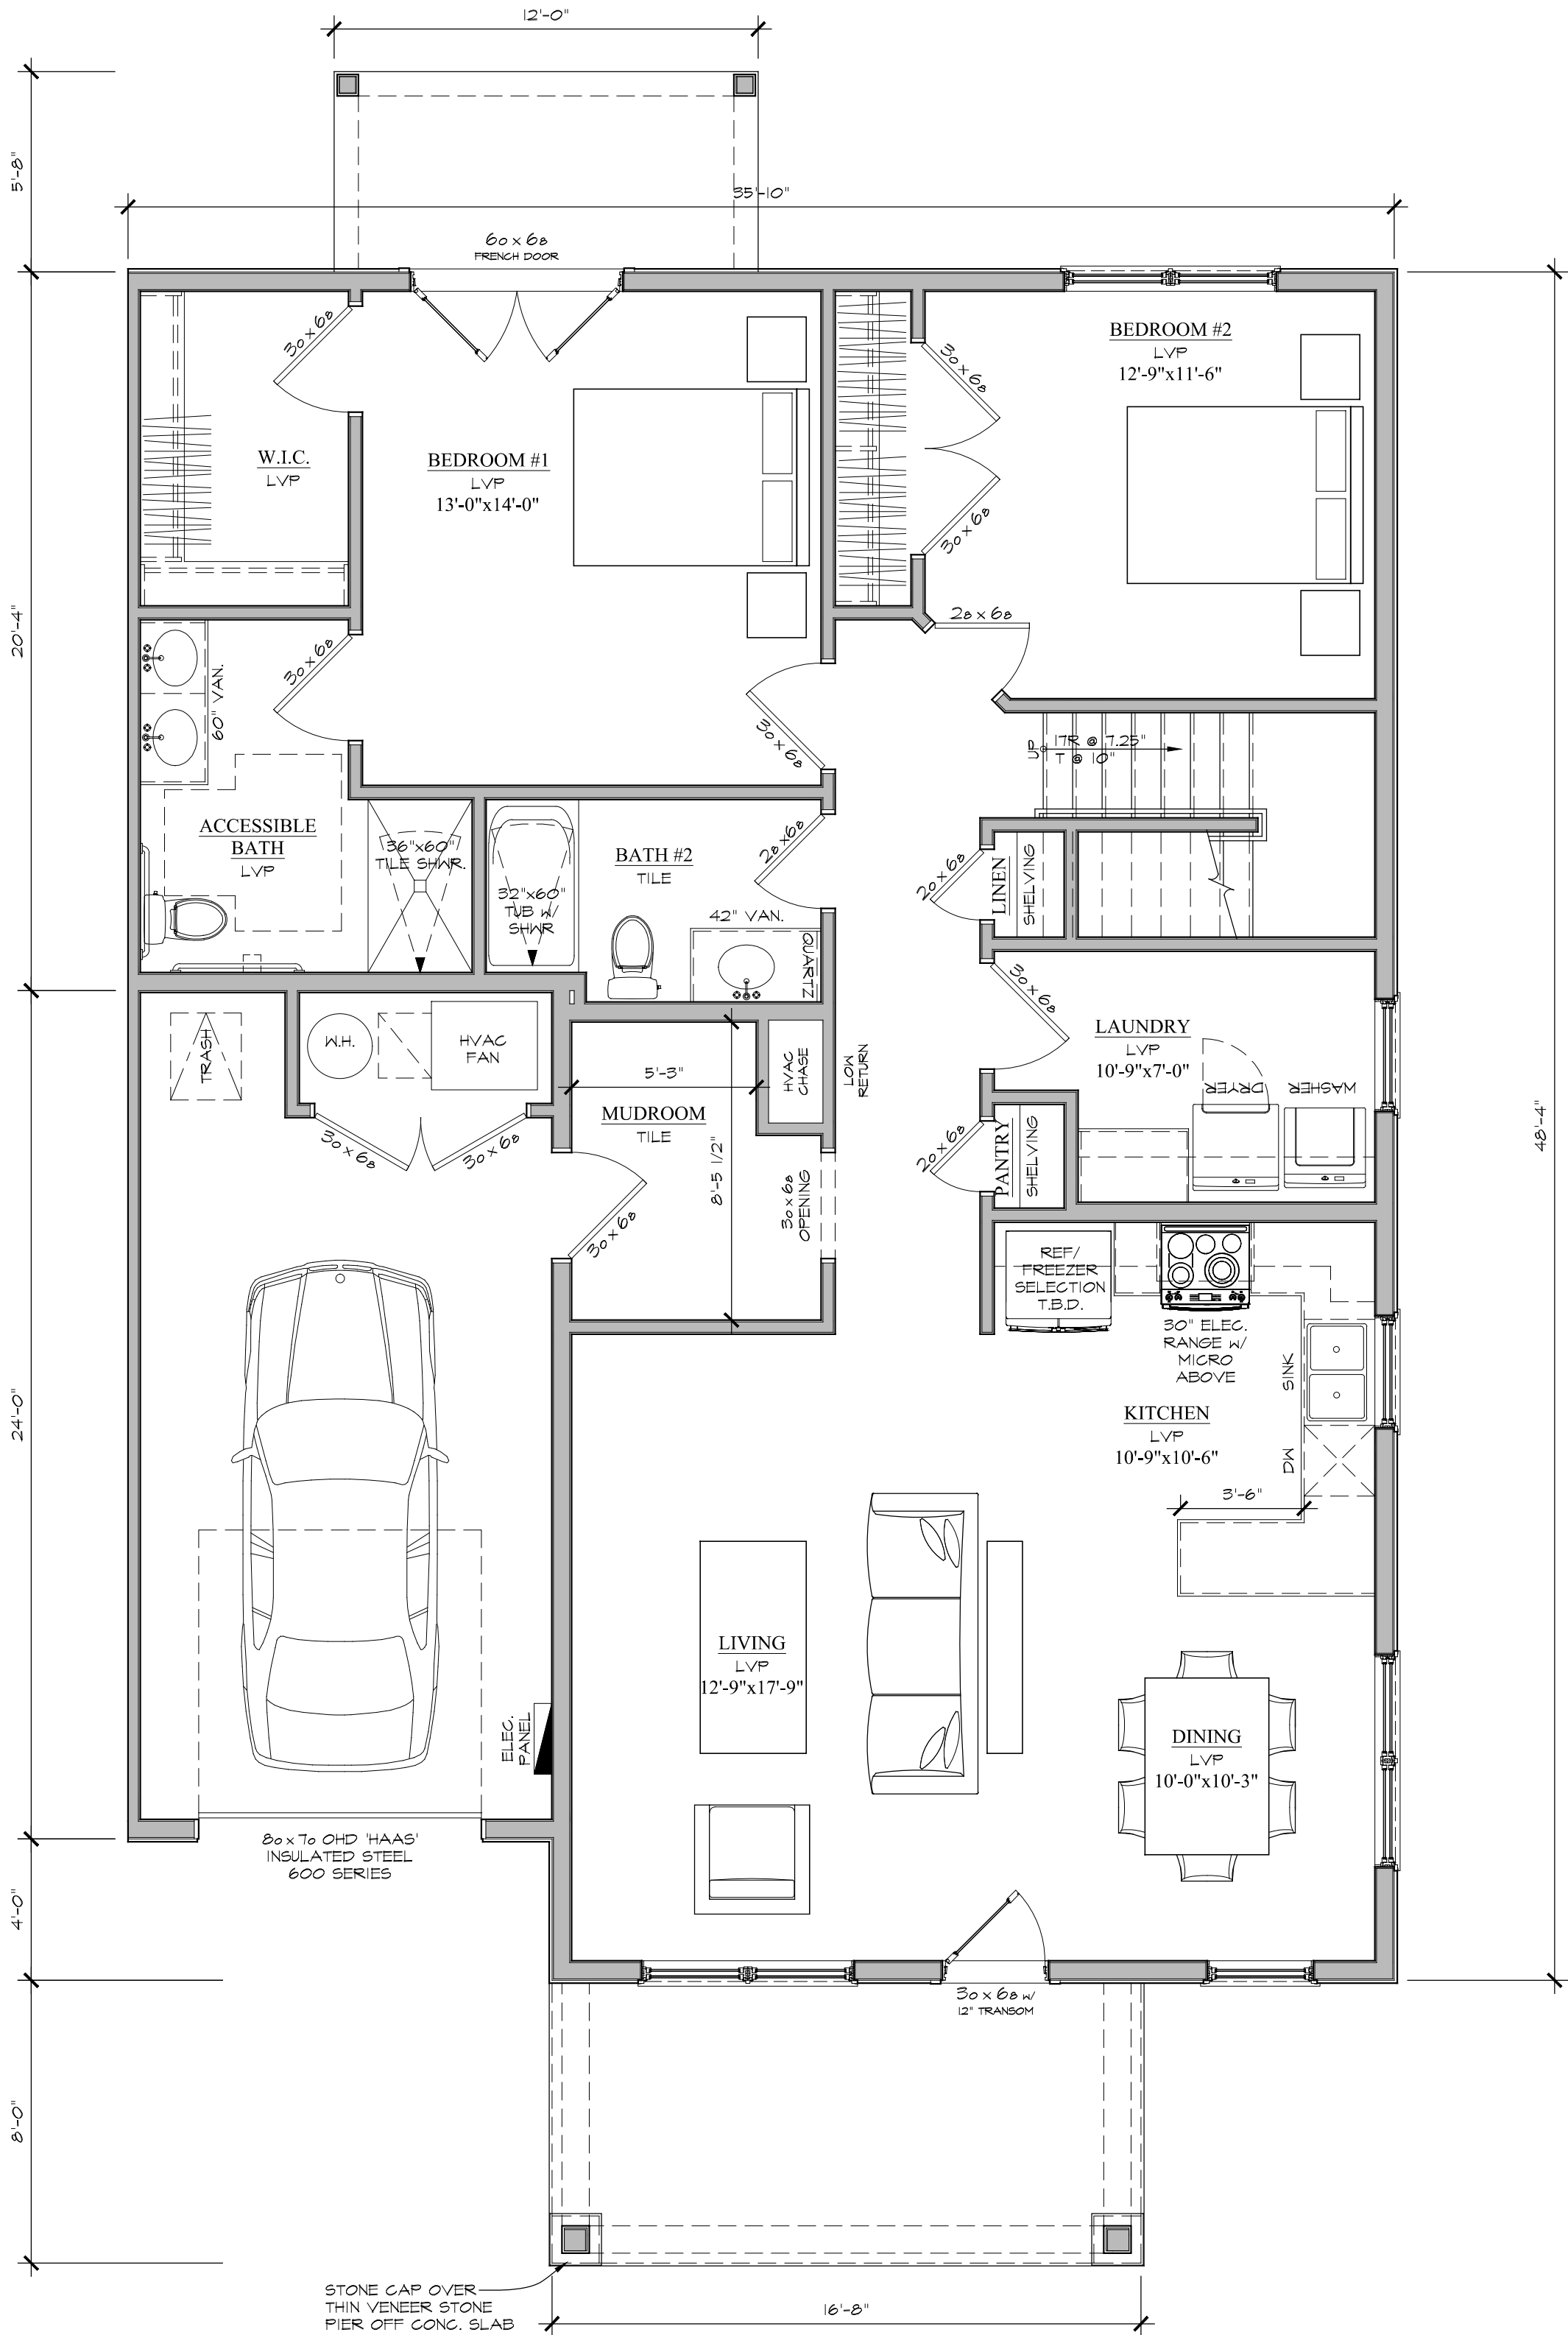 12'-0"
5'-8"
35'-10"
60 x 68
FRENCH DOOR
30 x 68
BEDROOM #2
LVP
12'-9"x11'-6"
30 x 68
W.I.C.
LVP
BEDROOM #1
LVP
13'-0"x14'-0"
30 x 68
28 x 68
20'-4"
30 x 68
60" VAN.
30 x 68
UP
17R @ 7.25"
T @ 10"
ACCESSIBLE
BATH
LVP
36"x60"
TILE SHWR.
28 x 68
BATH #2
TILE
32"x60"
TUB W/
SHWR
42" VAN.
QUARTZ
20 x 68
LINEN
SHELVING
30 x 68
LAUNDRY
LVP
10'-9"x7'-0"
DRYER
WASHER
TRASH
W.H.
HVAC
FAN
5'-3"
HVAC
CHASE
LOW
RETURN
MUDROOM
TILE
8'-5 1/2"
30 x 68
30 x 68
30 x 68
30 x 68
OPENING
20 x 68
PANTRY
SHELVING
48'-4"
REF/
FREEZER
SELECTION
T.B.D.
30" ELEC.
RANGE W/
MICRO
ABOVE
SINK
KITCHEN
LVP
10'-9"x10'-6"
DW
3'-6"
24'-0"
LIVING
LVP
12'-9"x17'-9"
DINING
LVP
10'-0"x10'-3"
ELEC.
PANEL
80 x 70 OHD 'HAAS'
INSULATED STEEL
600 SERIES
4'-0"
30 x 68 W/
12" TRANSOM
8'-0"
STONE CAP OVER
THIN VENEER STONE
PIER OFF CONC. SLAB
16'-8"